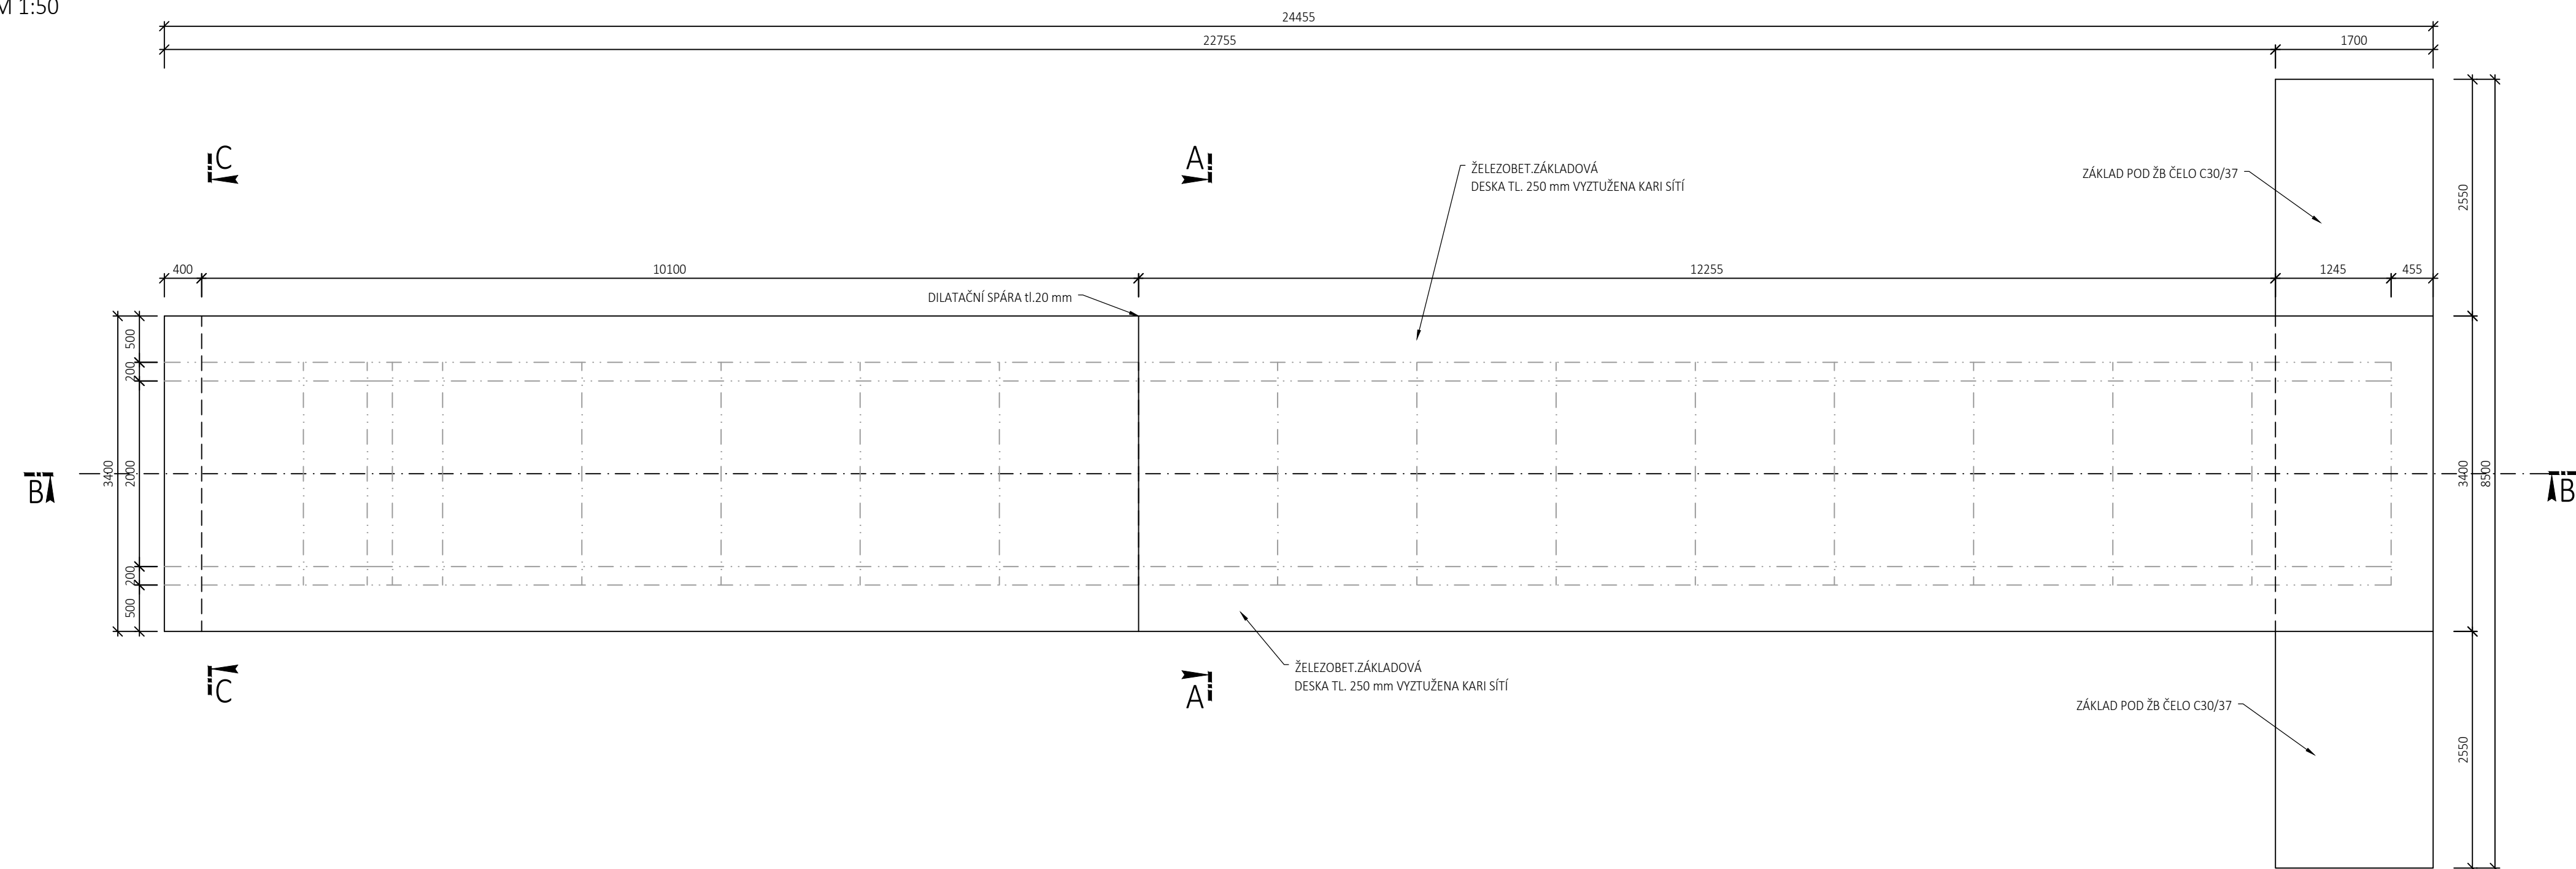 M 1:50
24455
22755
1700
C
A
ŽELEZOBET.ZÁKLADOVÁ
DESKA TL. 250 mm VYZTUŽENA KARI SÍTÍ
ZÁKLAD POD ŽB ČELO C30/37
2550
400
10100
12255
1245
455
DILATAČNÍ SPÁRA tl.20 mm
500
200
3400
2000
200
500
B
B
3400
8500
ŽELEZOBET.ZÁKLADOVÁ
DESKA TL. 250 mm VYZTUŽENA KARI SÍTÍ
C
A
ZÁKLAD POD ŽB ČELO C30/37
2550